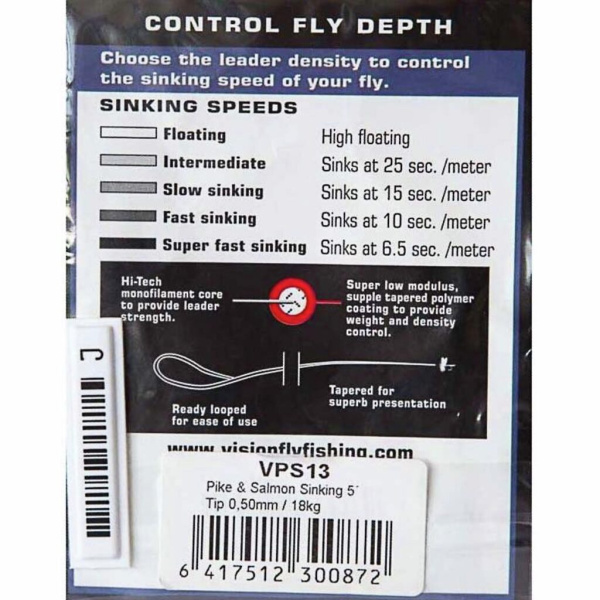 CONTROL FLY DEPTH
Choose the leader density to control
the sinking speed of your fly.
SINKING SPEEDS
Floating High floating
Intermediate Sinks at 25 sec. /meter
Slow sinking Sinks at 15 sec. /meter
Fast sinking Sinks at 10 sec. /meter
Super fast sinking Sinks at 6.5 sec. /meter
Hi-Tech
monofilament core
to provide leader
strength.
Super low modulus,
supple tapered polymer
coating to provide
weight and density
control.
Ready looped
for ease of use
Tapered for
superb presentation
www.visionflyfishing.com
VPS13
Pike & Salmon Sinking 5´
Tip 0,50mm / 18kg
6 417512 300872